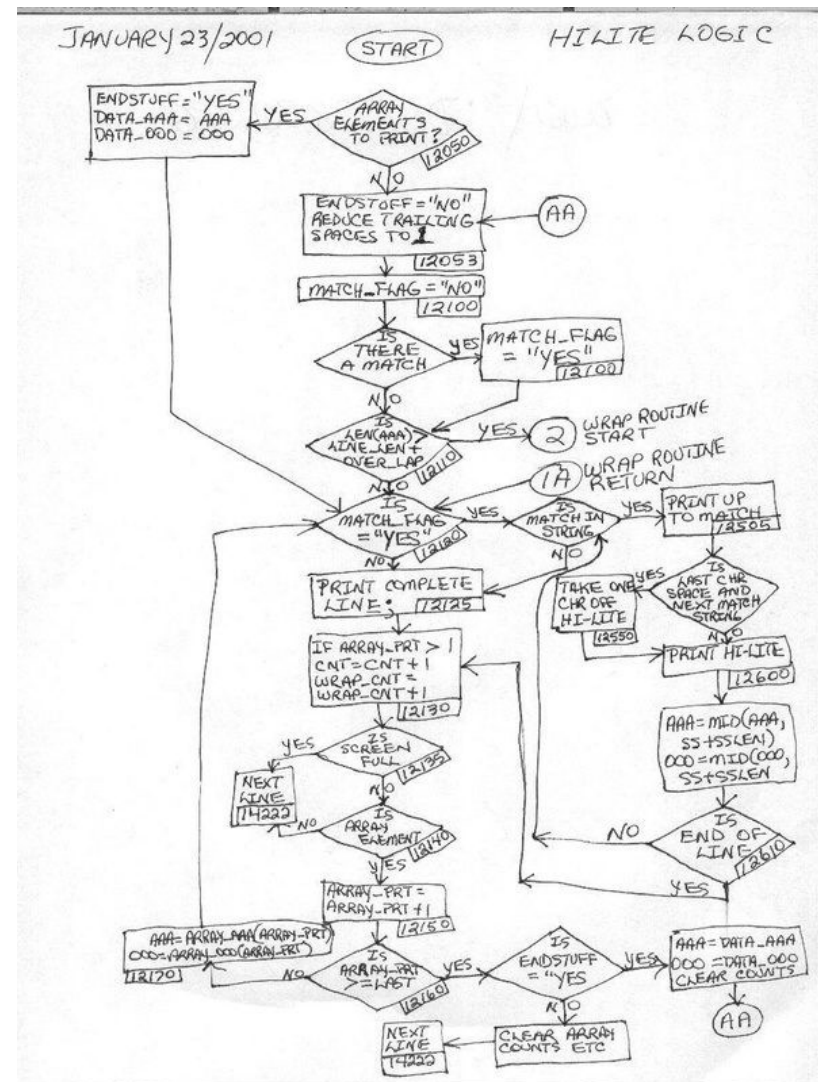 JANUARY 23/2001
START
HILITE LOGIC
ENDSTUFF="YES"
DATA_AAA= AAA
DATA_OOO = OOO
YES
ARRAY
ELEMENT'S
TO PRINT?
12050
NO
ENDSTOFF="NO"
REDUCE TRAILING
SPACES TO 1
12053
AA
MATCH_FLAG="NO"
12100
IS
THERE
A MATCH
YES
MATCH_FLAG
= "YES"
12100
NO
IS
LEN(AAA)>
LINE_LEN+
OVER_LAP
12110
YES
2
WRAP ROUTINE
START
NO
1A
WRAP ROUTINE
RETURN
IS
MATCH_FLAG
="YES"
12120
YES
IS
MATCH IN
STRING
YES
PRINT UP
TO MATCH
12505
NO
NO
PRINT COMPLETE
LINE;
12125
IS
LAST CHR
SPACE AND
NEXT MATCH
STRING
YES
TAKE ONE
CHR OFF
HI-LITE
12550
NO
PRINT HI-LITE
12600
IF ARRAY_PRT > 1
CNT=CNT+1
WRAP_CNT=
WRAP_CNT+1
12130
AAA=MID(AAA,
SS+SSLEN)
OOO=MID(OOO,
SS+SSLEN
IS
SCREEN
FULL
12135
YES
NEXT
LINE
14222
NO
IS
ARRAY
ELEMENT
12140
NO
IS
END OF
LINE
12610
NO
YES
YES
ARRAY_PRT=
ARRAY_PRT+1
12150
AAA=ARRAY_AAA(ARRAY_PRT)
OOO=ARRAY_OOO(ARRAY_PRT)
12170
NO
IS
ARRAY_PRT
>=LAST
12160
YES
IS
ENDSTUFF
="YES
YES
AAA=DATA_AAA
OOO=DATA_OOO
CLEAR COUNTS
NO
AA
NEXT
LINE
14222
CLEAR ARRAY
COUNTS ETC